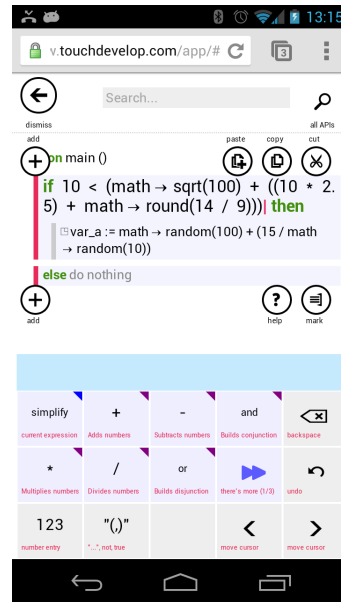 13:15
v.touchdevelop.com/app/#
3
Search...
dismiss
all APIs
add
paste
copy
cut
on main ()
if 10 < (math → sqrt(100) + ((10 * 2.
5) + math → round(14 / 9))) then
var_a := math → random(100) + (15 / math
→ random(10))
else do nothing
add
?
help
mark
simplify
current expression
+
Adds numbers
-
Subtracts numbers
and
Builds conjunction
backspace
*
Multiplies numbers
/
Divides numbers
or
Builds disjunction
there's more (1/3)
undo
123
number entry
"(,)"
"...", not, true
<
move cursor
>
move cursor